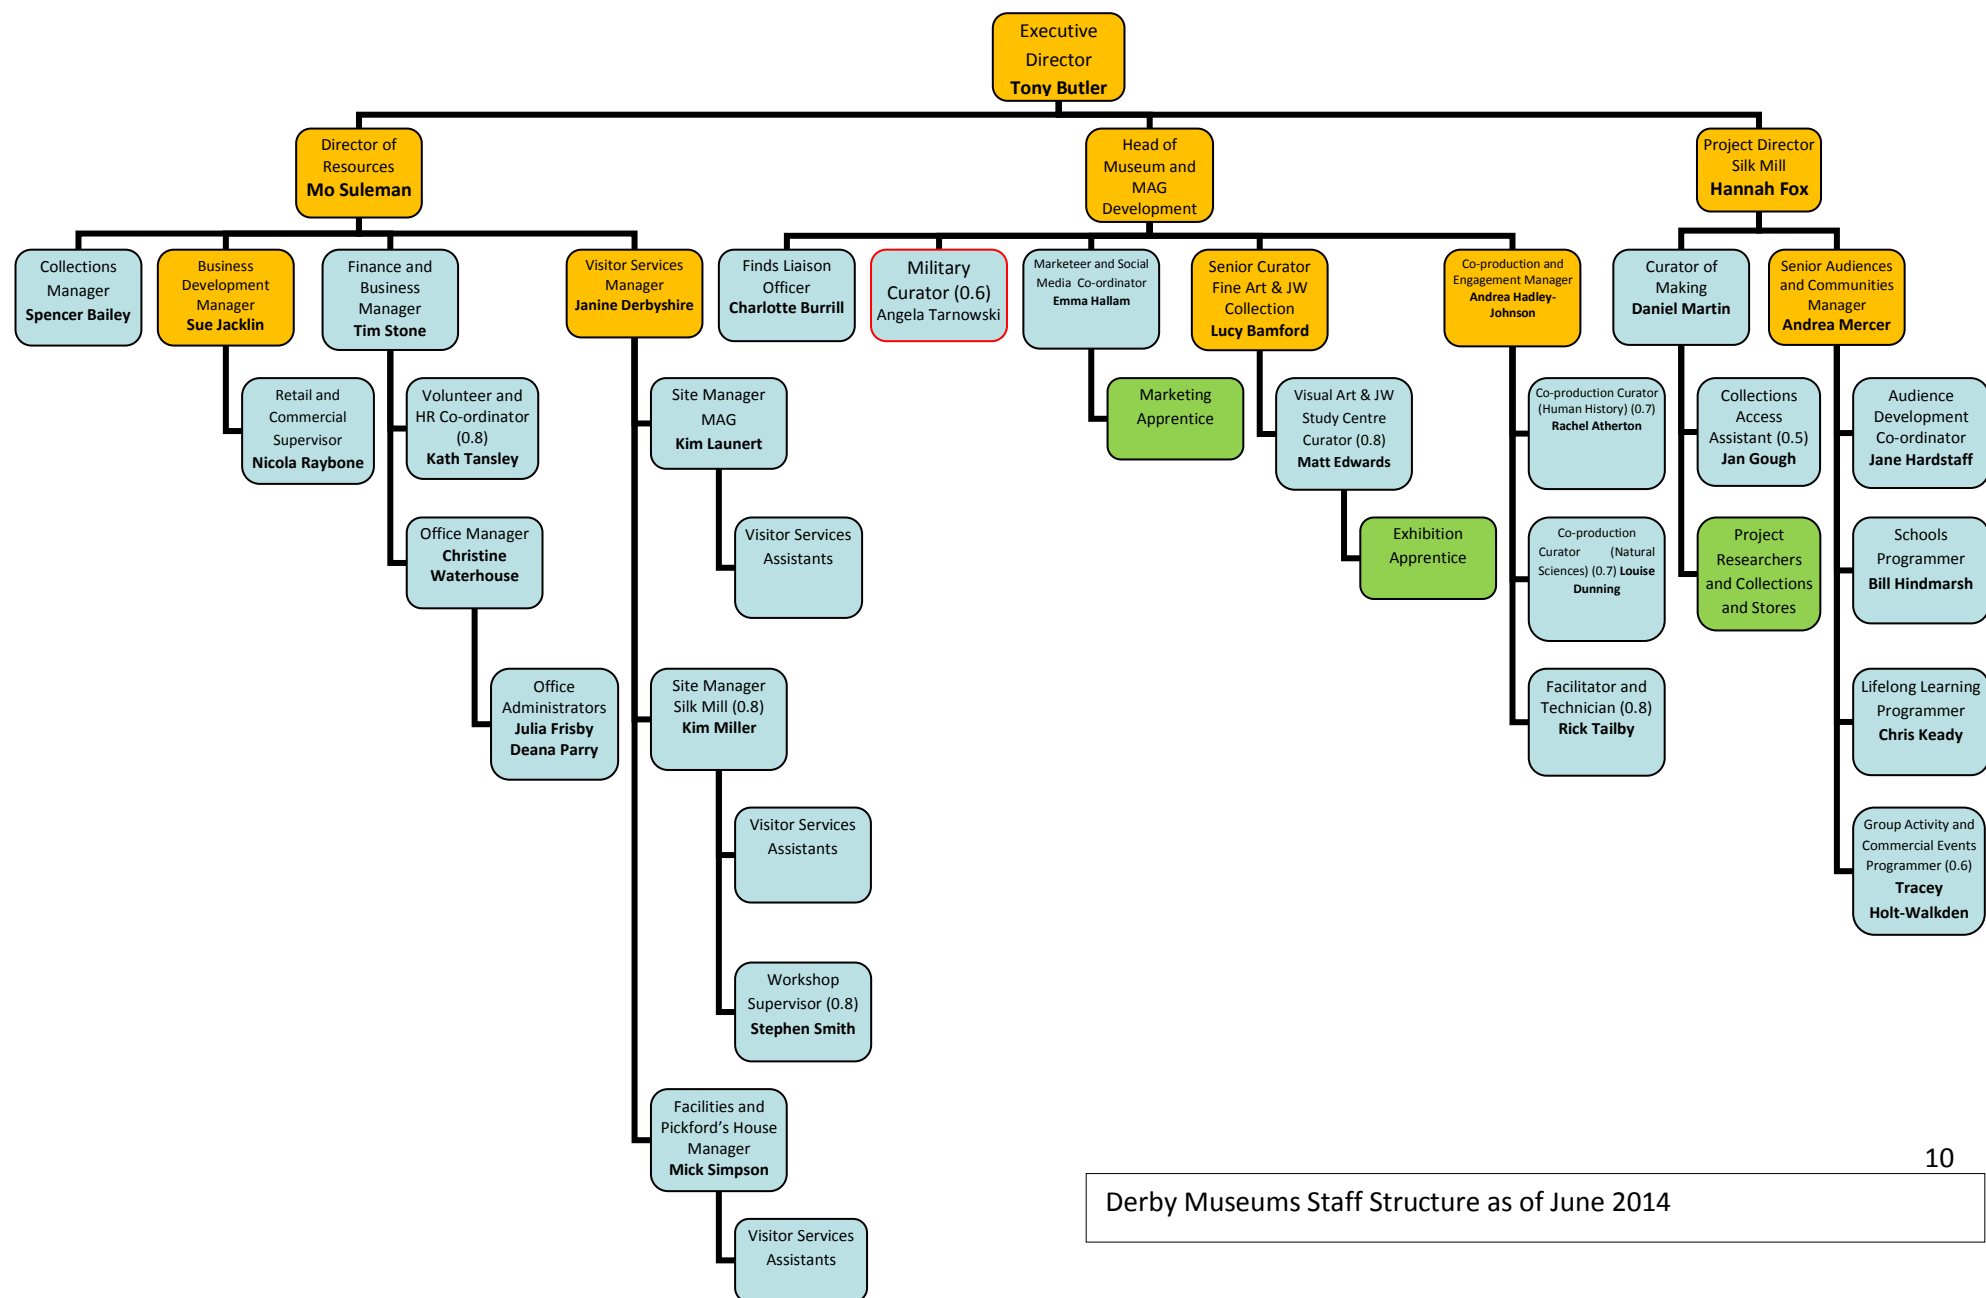 Executive
Director
Tony Butler
Director of
Resources
Mo Suleman
Head of
Museum and
MAG
Development
Project Director
Silk Mill
Hannah Fox
Collections
Manager
Spencer Bailey
Business
Development
Manager
Sue Jacklin
Finance and
Business
Manager
Tim Stone
Visitor Services
Manager
Janine Derbyshire
Finds Liaison
Officer
Charlotte Burrill
Military
Curator (0.6)
Angela Tarnowski
Marketeer and Social
Media Co-ordinator
Emma Hallam
Senior Curator
Fine Art & JW
Collection
Lucy Bamford
Co-production and
Engagement Manager
Andrea Hadley-
Johnson
Curator of
Making
Daniel Martin
Senior Audiences
and Communities
Manager
Andrea Mercer
Retail and
Commercial
Supervisor
Nicola Raybone
Volunteer and
HR Co-ordinator
(0.8)
Kath Tansley
Site Manager
MAG
Kim Launert
Marketing
Apprentice
Visual Art & JW
Study Centre
Curator (0.8)
Matt Edwards
Co-production Curator
(Human History) (0.7)
Rachel Atherton
Collections
Access
Assistant (0.5)
Jan Gough
Audience
Development
Co-ordinator
Jane Hardstaff
Office Manager
Christine
Waterhouse
Visitor Services
Assistants
Exhibition
Apprentice
Co-production
Curator (Natural
Sciences) (0.7) Louise
Dunning
Project
Researchers
and Collections
and Stores
Schools
Programmer
Bill Hindmarsh
Office
Administrators
Julia Frisby
Deana Parry
Site Manager
Silk Mill (0.8)
Kim Miller
Facilitator and
Technician (0.8)
Rick Tailby
Lifelong Learning
Programmer
Chris Keady
Visitor Services
Assistants
Group Activity and
Commercial Events
Programmer (0.6)
Tracey
Holt-Walkden
Workshop
Supervisor (0.8)
Stephen Smith
Facilities and
Pickford's House
Manager
Mick Simpson
Visitor Services
Assistants
10
Derby Museums Staff Structure as of June 2014